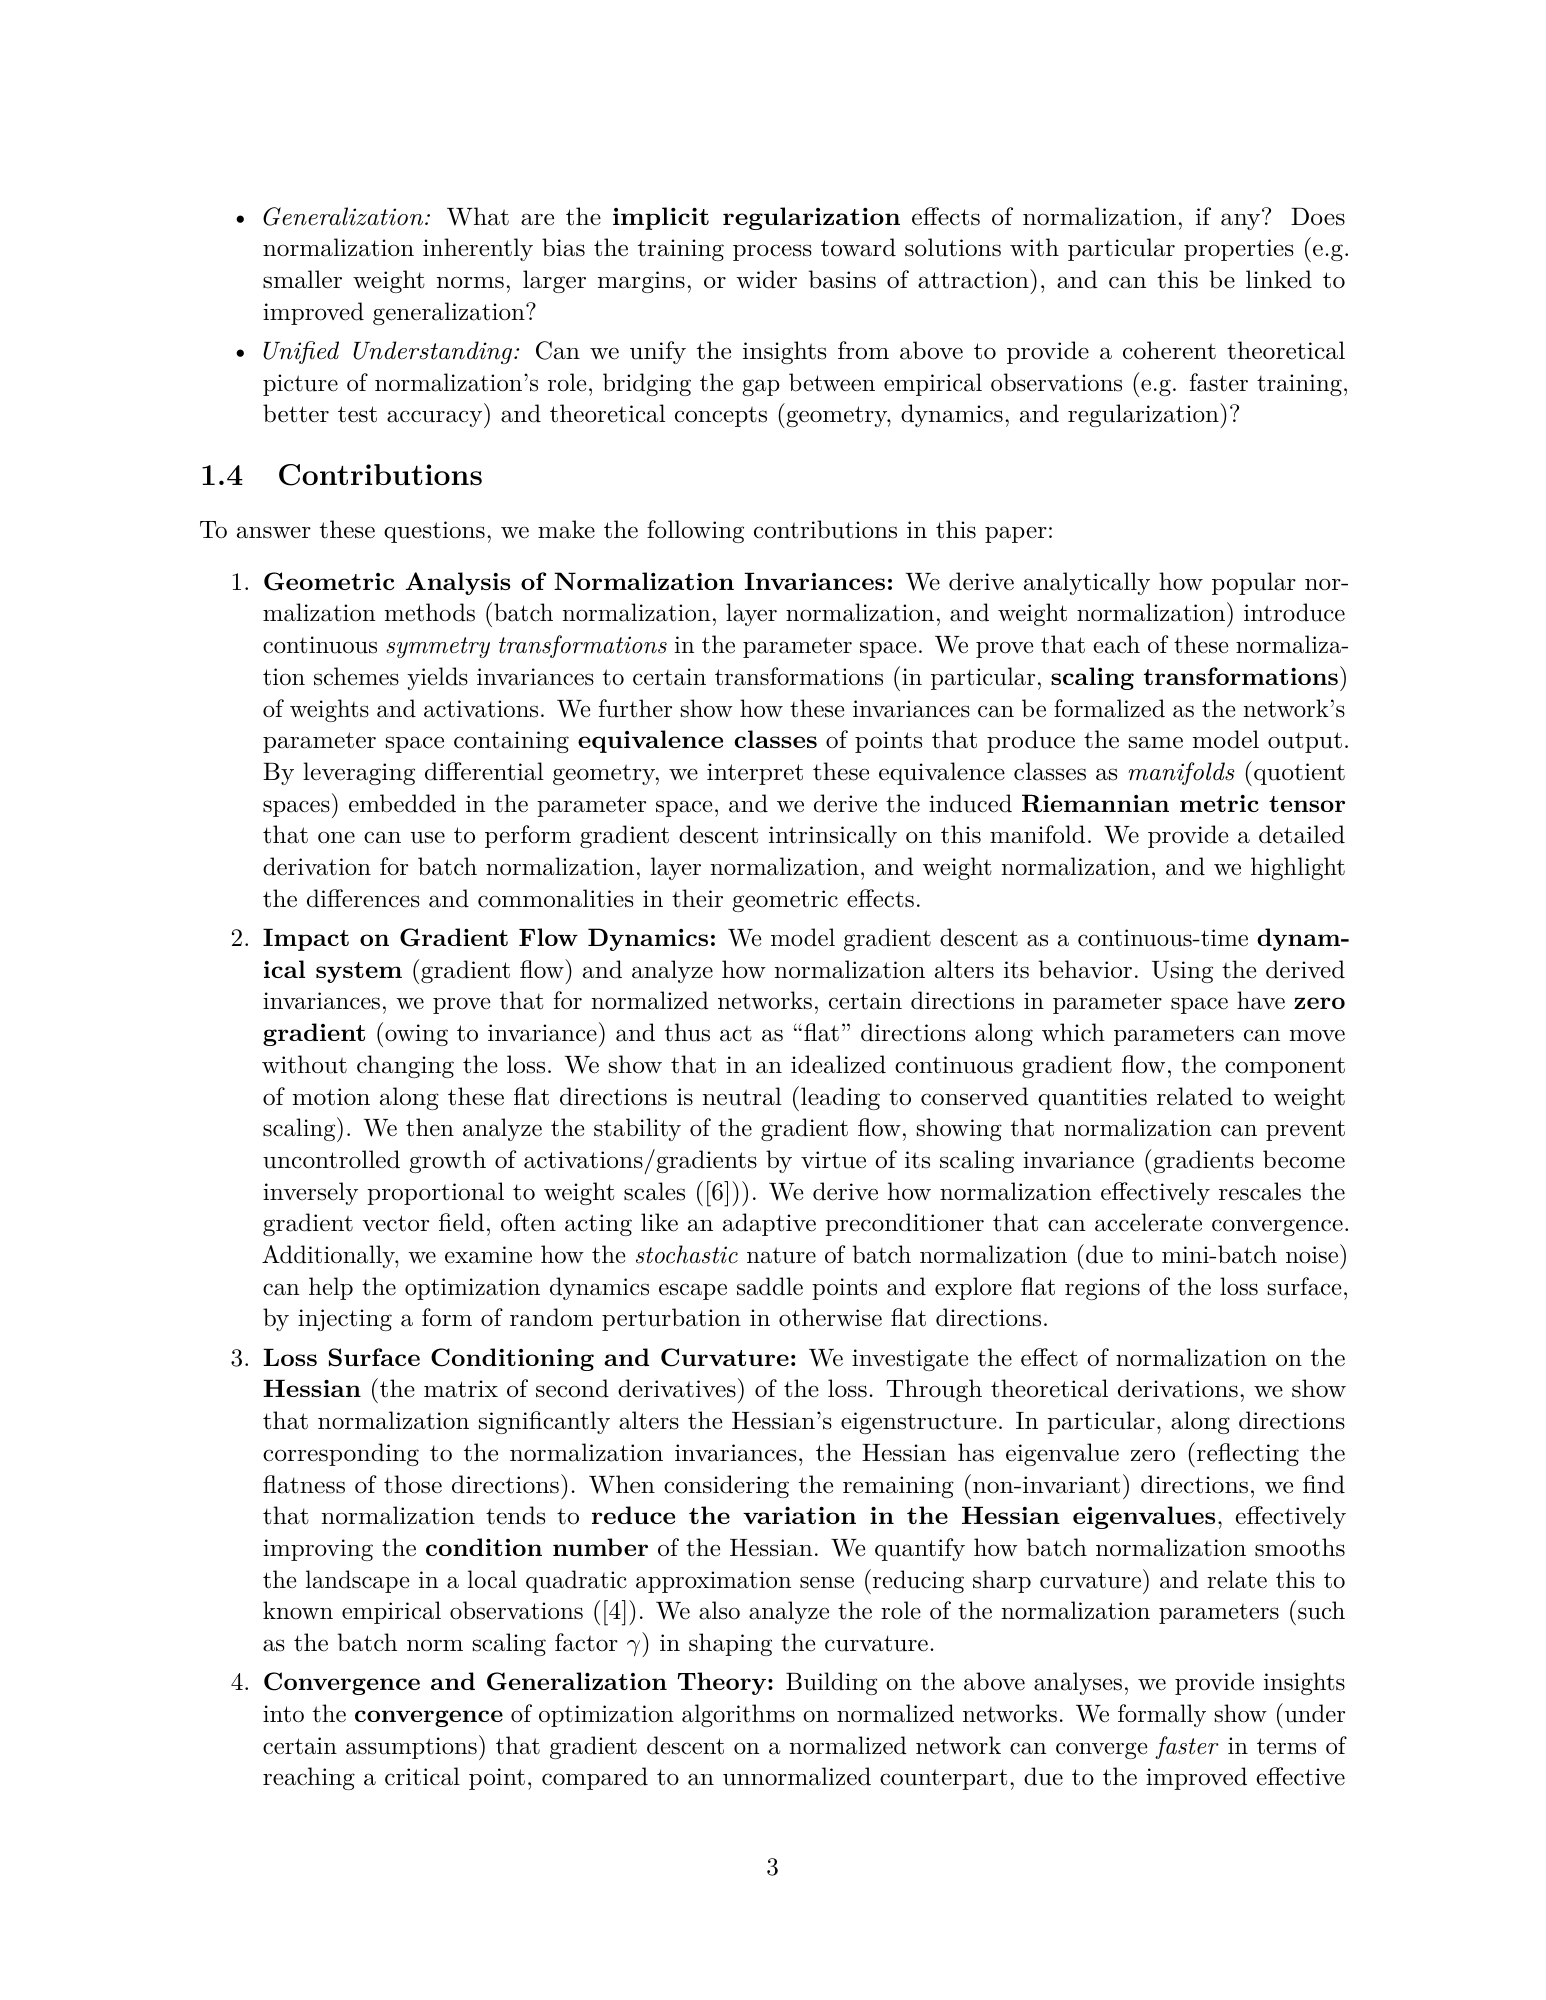 • Generalization: What are the implicit regularization effects of normalization, if any? Does
normalization inherently bias the training process toward solutions with particular properties (e.g.
smaller weight norms, larger margins, or wider basins of attraction), and can this be linked to
improved generalization?
• Unified Understanding: Can we unify the insights from above to provide a coherent theoretical
picture of normalization’s role, bridging the gap between empirical observations (e.g. faster training,
better test accuracy) and theoretical concepts (geometry, dynamics, and regularization)?
1.4 Contributions
To answer these questions, we make the following contributions in this paper:
1. Geometric Analysis of Normalization Invariances: We derive analytically how popular nor-
malization methods (batch normalization, layer normalization, and weight normalization) introduce
continuous symmetry transformations in the parameter space. We prove that each of these normaliza-
tion schemes yields invariances to certain transformations (in particular, scaling transformations)
of weights and activations. We further show how these invariances can be formalized as the network’s
parameter space containing equivalence classes of points that produce the same model output.
By leveraging differential geometry, we interpret these equivalence classes as manifolds (quotient
spaces) embedded in the parameter space, and we derive the induced Riemannian metric tensor
that one can use to perform gradient descent intrinsically on this manifold. We provide a detailed
derivation for batch normalization, layer normalization, and weight normalization, and we highlight
the differences and commonalities in their geometric effects.
2. Impact on Gradient Flow Dynamics: We model gradient descent as a continuous-time dynam-
ical system (gradient flow) and analyze how normalization alters its behavior. Using the derived
invariances, we prove that for normalized networks, certain directions in parameter space have zero
gradient (owing to invariance) and thus act as “flat” directions along which parameters can move
without changing the loss. We show that in an idealized continuous gradient flow, the component
of motion along these flat directions is neutral (leading to conserved quantities related to weight
scaling). We then analyze the stability of the gradient flow, showing that normalization can prevent
uncontrolled growth of activations/gradients by virtue of its scaling invariance (gradients become
inversely proportional to weight scales ([6])). We derive how normalization effectively rescales the
gradient vector field, often acting like an adaptive preconditioner that can accelerate convergence.
Additionally, we examine how the stochastic nature of batch normalization (due to mini-batch noise)
can help the optimization dynamics escape saddle points and explore flat regions of the loss surface,
by injecting a form of random perturbation in otherwise flat directions.
3. Loss Surface Conditioning and Curvature: We investigate the effect of normalization on the
Hessian (the matrix of second derivatives) of the loss. Through theoretical derivations, we show
that normalization significantly alters the Hessian’s eigenstructure. In particular, along directions
corresponding to the normalization invariances, the Hessian has eigenvalue zero (reflecting the
flatness of those directions). When considering the remaining (non-invariant) directions, we find
that normalization tends to reduce the variation in the Hessian eigenvalues, effectively
improving the condition number of the Hessian. We quantify how batch normalization smooths
the landscape in a local quadratic approximation sense (reducing sharp curvature) and relate this to
known empirical observations ([4]). We also analyze the role of the normalization parameters (such
as the batch norm scaling factor γ) in shaping the curvature.
4. Convergence and Generalization Theory: Building on the above analyses, we provide insights
into the convergence of optimization algorithms on normalized networks. We formally show (under
certain assumptions) that gradient descent on a normalized network can converge faster in terms of
reaching a critical point, compared to an unnormalized counterpart, due to the improved effective
3